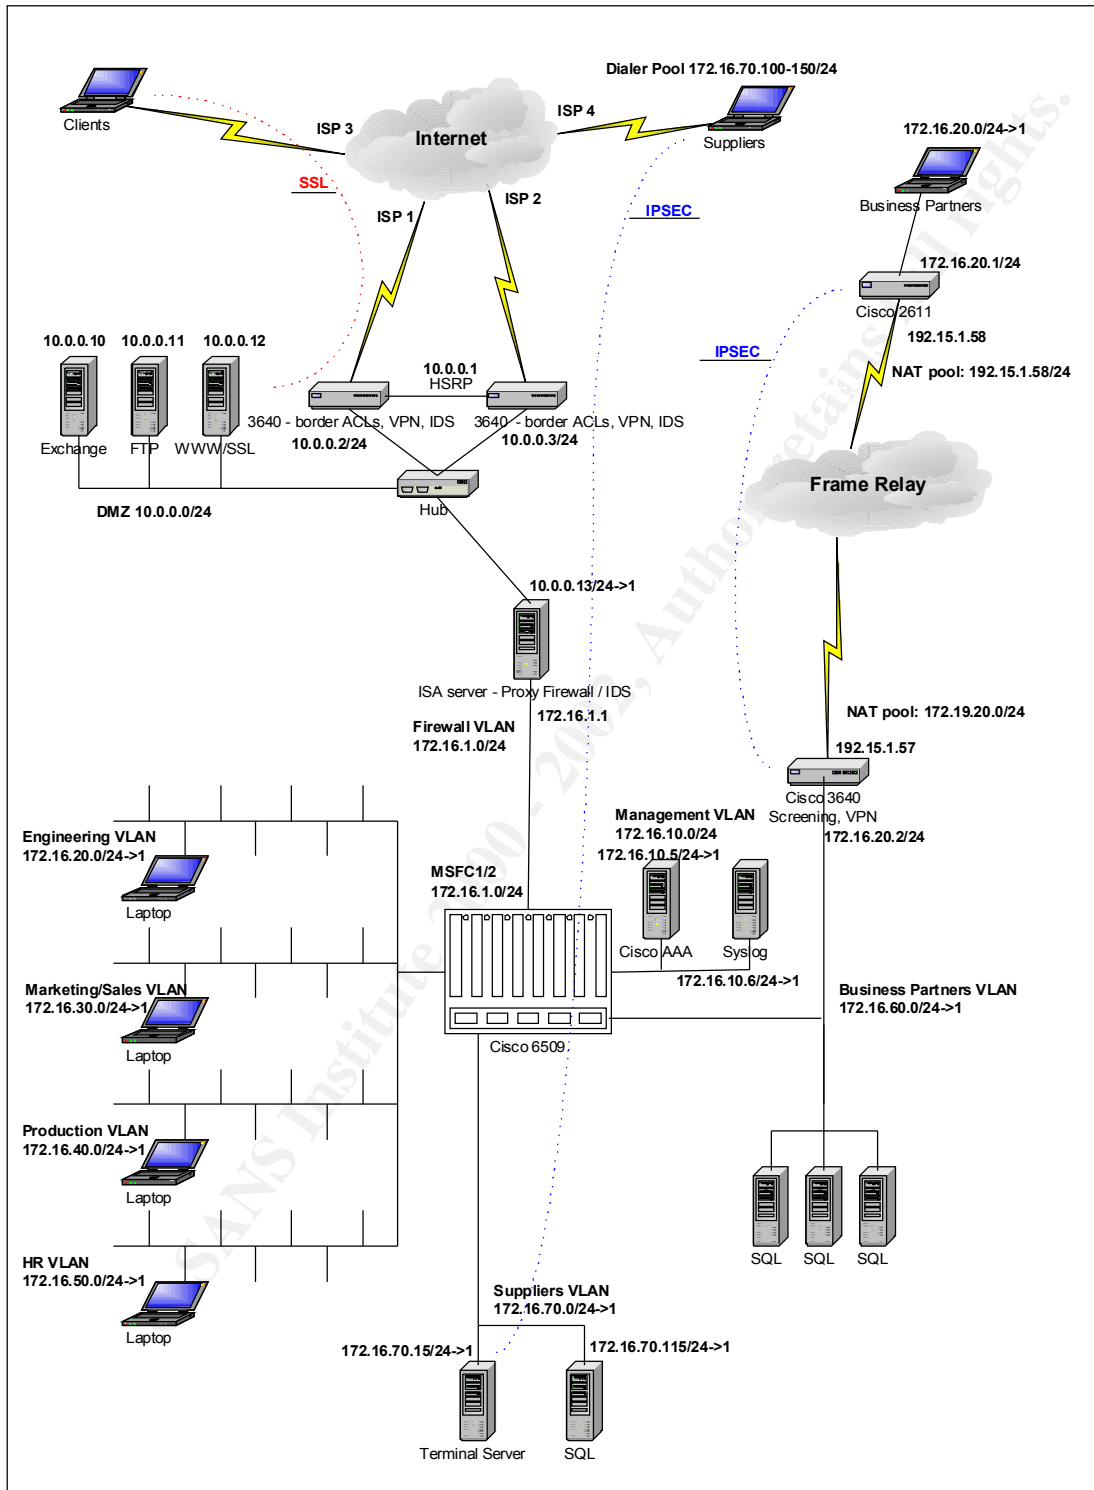 Dialer Pool 172.16.70.100-150/24
Clients
ISP 3
Internet
ISP 4
Suppliers
172.16.20.0/24->1
Business Partners
SSL
ISP 1
ISP 2
IPSEC
172.16.20.1/24
Cisco 2611
192.15.1.58
NAT pool: 192.15.1.58/24
IPSEC
10.0.0.10
10.0.0.11
10.0.0.12
10.0.0.1
HSRP
Exchange
FTP
WWW/SSL
3640 - border ACLs, VPN, IDS
10.0.0.2/24
3640 - border ACLs, VPN, IDS
10.0.0.3/24
Hub
DMZ 10.0.0.0/24
Frame Relay
10.0.0.13/24->1
ISA server - Proxy Firewall / IDS
172.16.1.1
Firewall VLAN
172.16.1.0/24
NAT pool: 172.19.20.0/24
192.15.1.57
Cisco 3640
Screening, VPN
172.16.20.2/24
Management VLAN
172.16.10.0/24
172.16.10.5/24->1
Cisco AAA
Syslog
172.16.10.6/24->1
Engineering VLAN
172.16.20.0/24->1
Laptop
MSFC1/2
172.16.1.0/24
Cisco 6509
Marketing/Sales VLAN
172.16.30.0/24->1
Laptop
Business Partners VLAN
172.16.60.0/24->1
Production VLAN
172.16.40.0/24->1
Laptop
SQL
SQL
SQL
HR VLAN
172.16.50.0/24->1
Laptop
Suppliers VLAN
172.16.70.0/24->1
172.16.70.15/24->1
172.16.70.115/24->1
Terminal Server
SQL
SANS Institute 2000 - 2002, Author retains full rights.